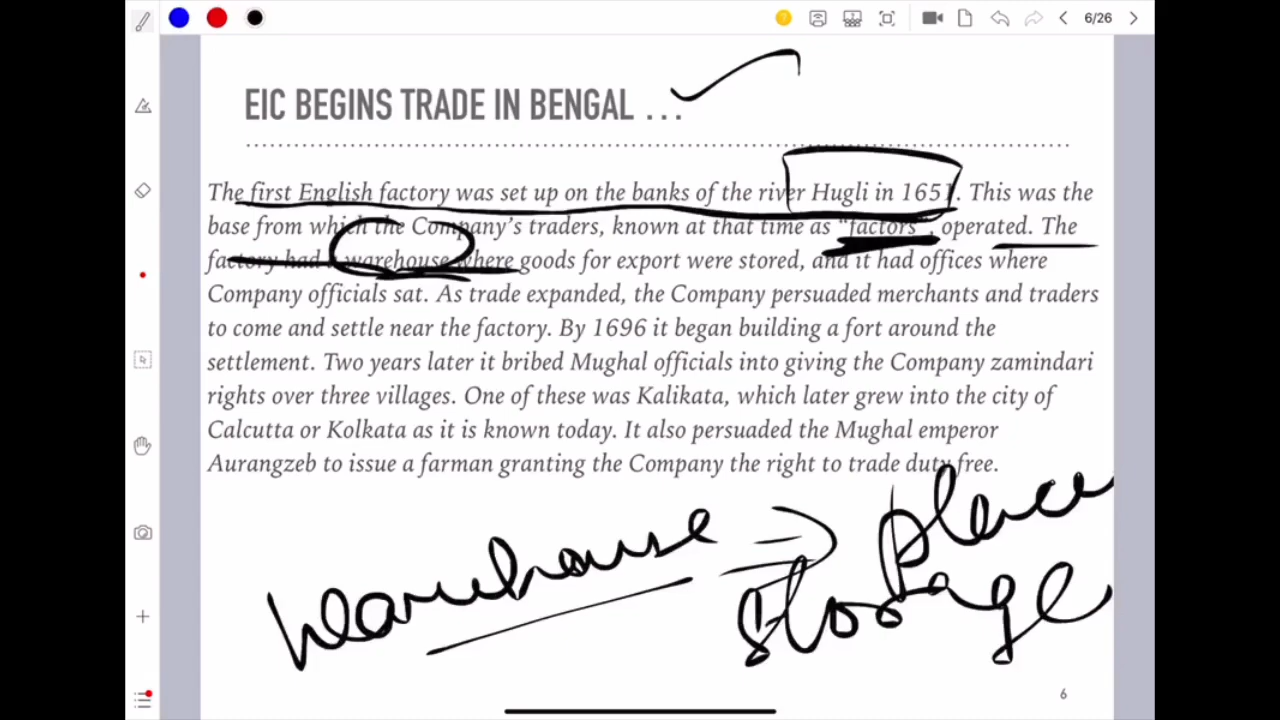 6/26
EIC BEGINS TRADE IN BENGAL ...
The first English factory was set up on the banks of the river Hugli in 1651. This was the
base from which the Company's traders, known at that time as “factors”, operated. The
factory had a warehouse where goods for export were stored, and it had offices where
Company officials sat. As trade expanded, the Company persuaded merchants and traders
to come and settle near the factory. By 1696 it began building a fort around the
settlement. Two years later it bribed Mughal officials into giving the Company zamindari
rights over three villages. One of these was Kalikata, which later grew into the city of
Calcutta or Kolkata as it is known today. It also persuaded the Mughal emperor
Aurangzeb to issue a farman granting the Company the right to trade duty free.
Warehouse ⇒ place
Stoorage
6